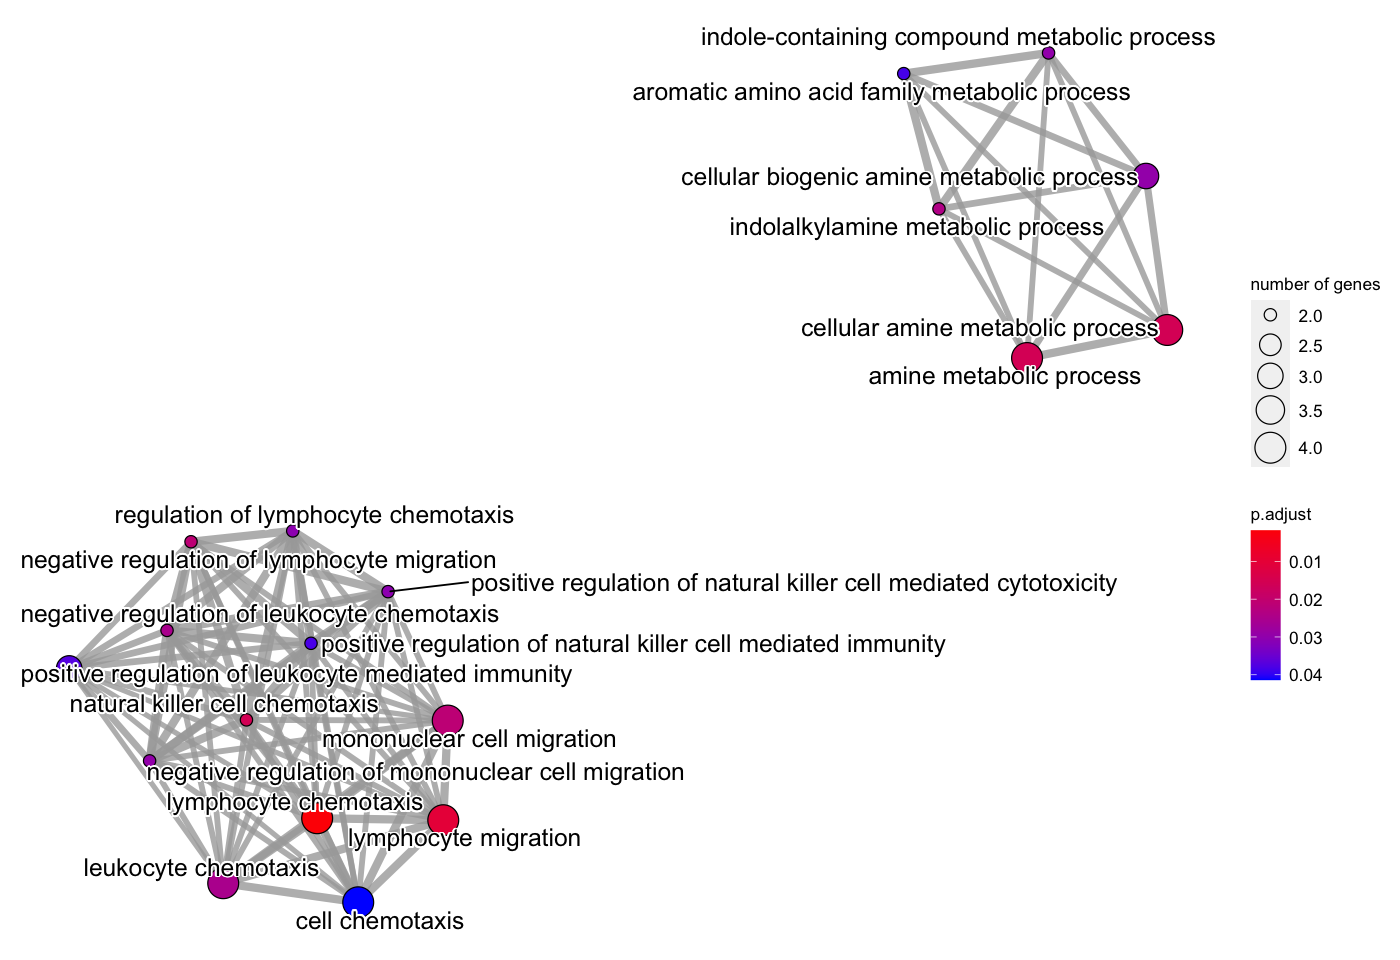 indole-containing compound metabolic process
aromatic amino acid family metabolic process
cellular biogenic amine metabolic process
indolalkylamine metabolic process
cellular amine metabolic process
amine metabolic process
number of genes
2.0
2.5
3.0
3.5
4.0
p.adjust
0.01
0.02
0.03
0.04
regulation of lymphocyte chemotaxis
negative regulation of lymphocyte migration
positive regulation of natural killer cell mediated cytotoxicity
negative regulation of leukocyte chemotaxis
positive regulation of natural killer cell mediated immunity
positive regulation of leukocyte mediated immunity
natural killer cell chemotaxis
mononuclear cell migration
negative regulation of mononuclear cell migration
lymphocyte chemotaxis
lymphocyte migration
leukocyte chemotaxis
cell chemotaxis